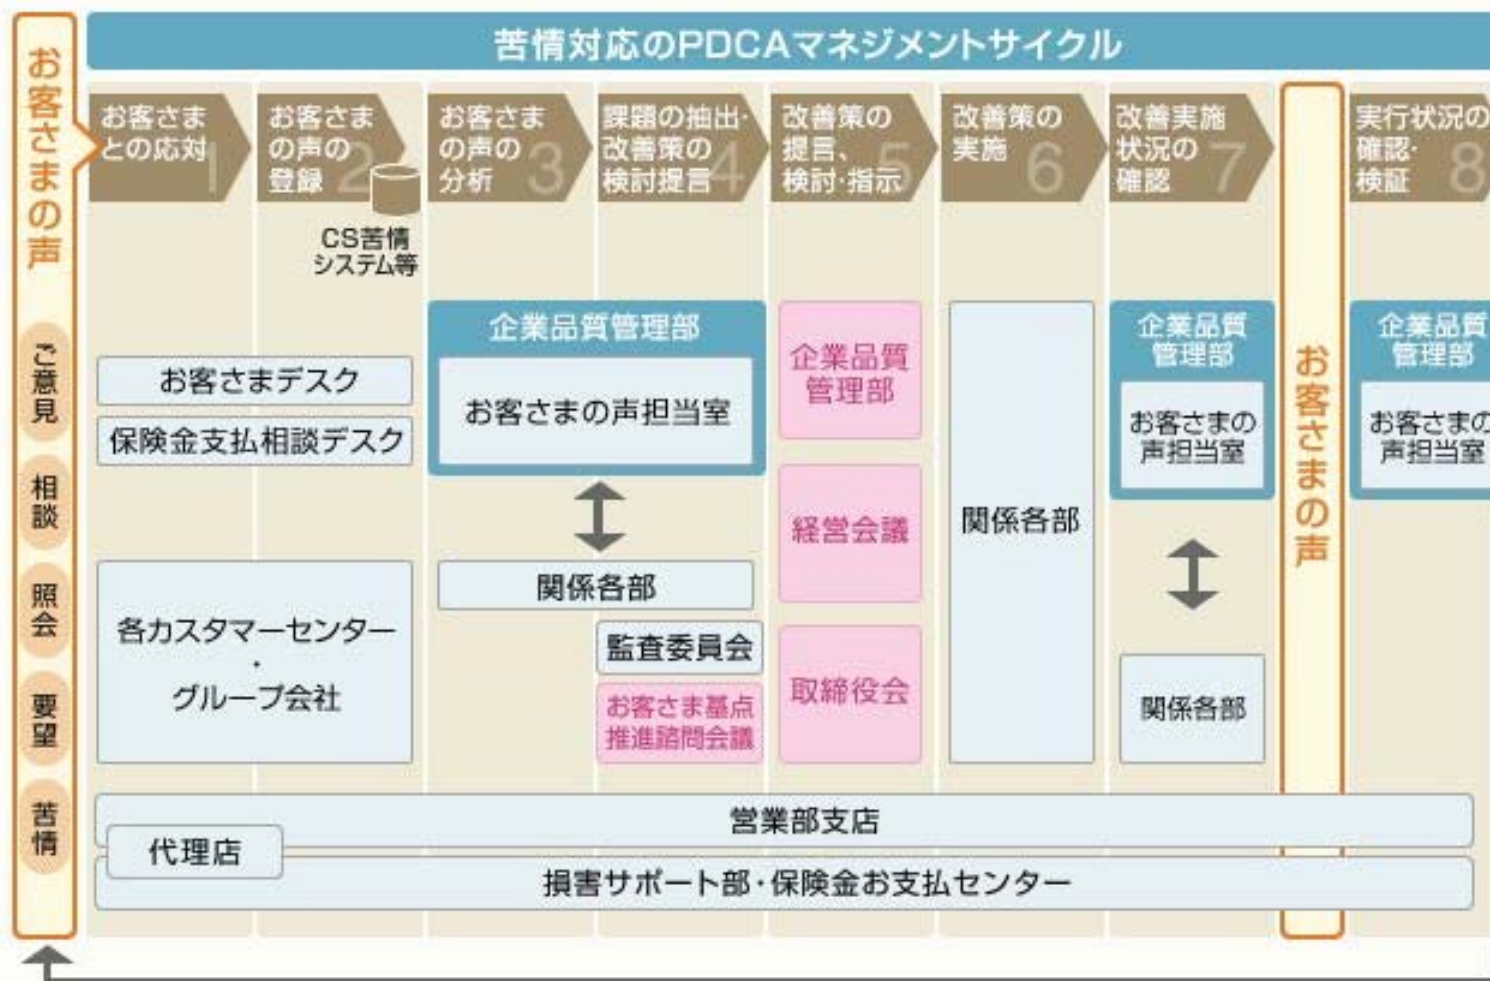 苦情対応のPDCAマネジメントサイクル
お客さまの声
ご意見
相談
照会
要望
苦情
お客さま
との応対
1
お客さま
の声の
登録
2
CS苦情
システム等
お客さま
の声の
分析
3
課題の抽出・
改善策の
検討提言
4
改善策の
提言、
検討・指示
5
改善策の
実施
6
改善実施
状況の
確認
7
お客さまの声
実行状況の
確認・
検証
8
お客さまデスク
保険金支払相談デスク
各カスタマーセンター
・
グループ会社
企業品質管理部
お客さまの声担当室
関係各部
監査委員会
お客さま基点
推進諮問会議
企業品質
管理部
経営会議
取締役会
関係各部
企業品質
管理部
お客さまの
声担当室
関係各部
企業品質
管理部
お客さまの
声担当室
営業部支店
代理店
損害サポート部・保険金お支払センター